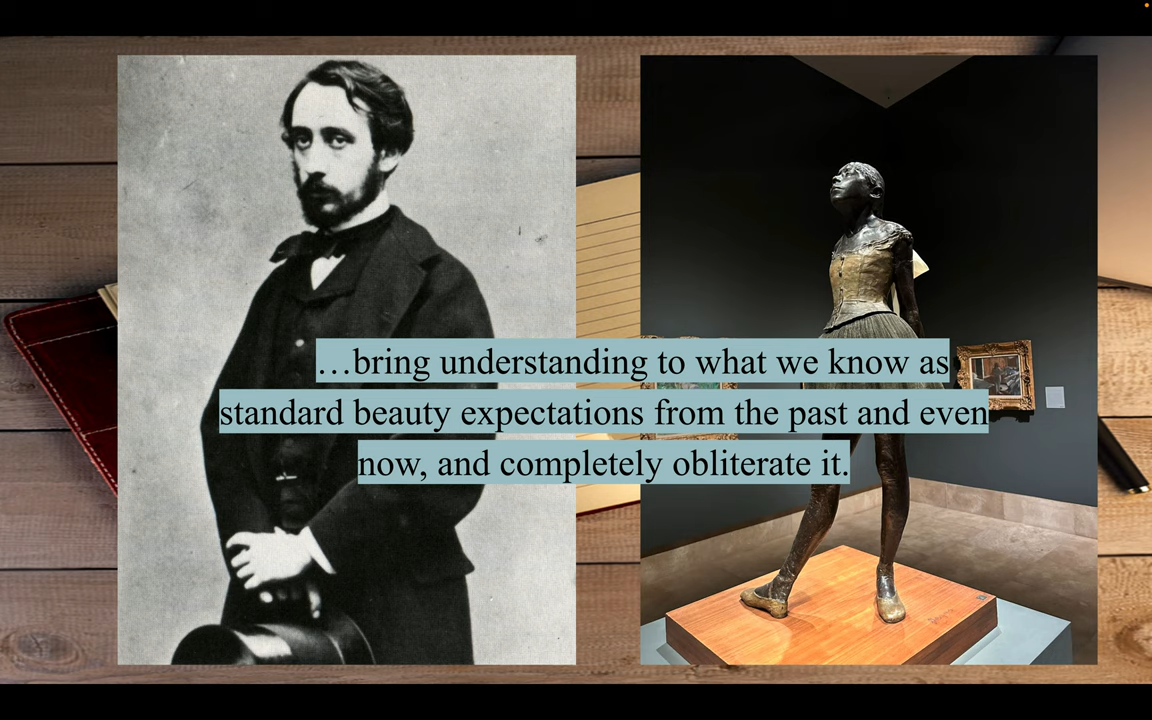 …bring understanding to what we know as
standard beauty expectations from the past and even
now, and completely obliterate it.